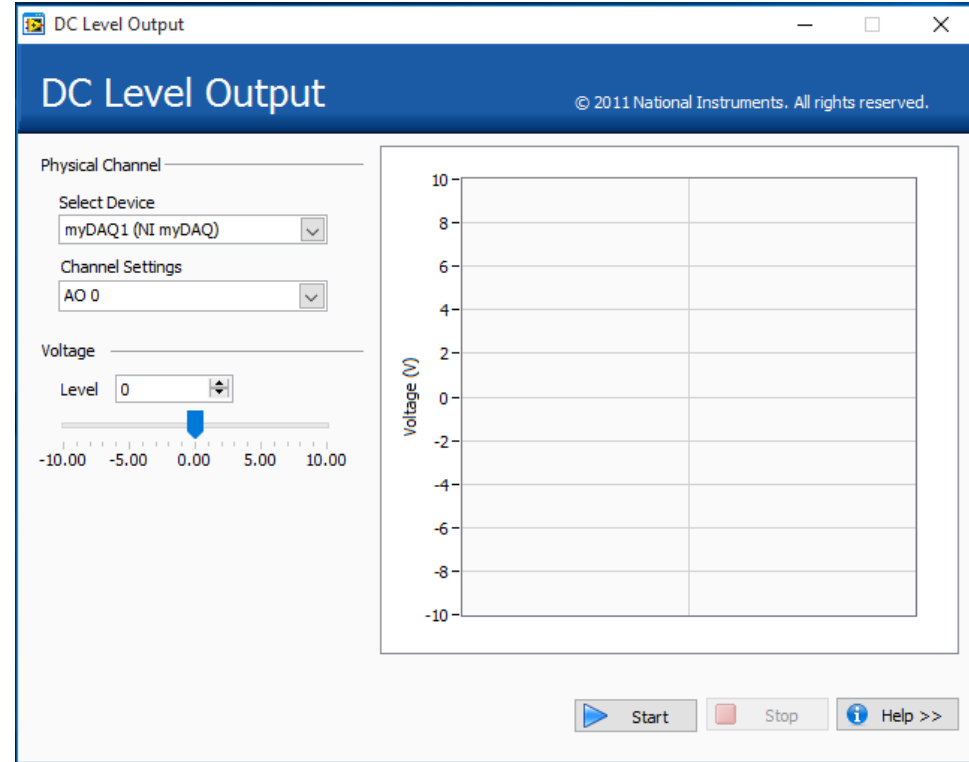 DC Level Output
DC Level Output
© 2011 National Instruments. All rights reserved.
Physical Channel
Select Device
myDAQ1 (NI myDAQ)
Channel Settings
AO 0
Voltage
Level 0
-10.00 -5.00 0.00 5.00 10.00
Voltage (V)
10
8
6
4
2
0
-2
-4
-6
-8
-10
Start Stop Help >>